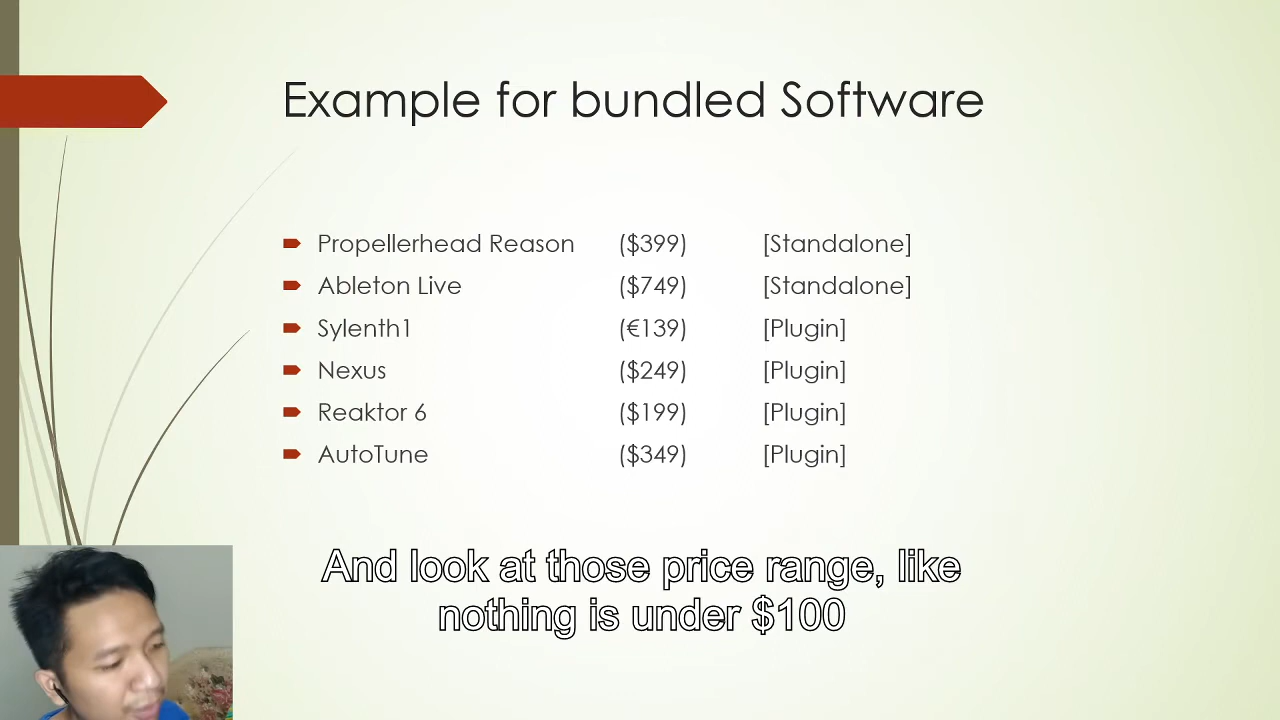 Example for bundled Software
Propellerhead Reason ($399) [Standalone]
Ableton Live ($749) [Standalone]
Sylenth1 (€139) [Plugin]
Nexus ($249) [Plugin]
Reaktor 6 ($199) [Plugin]
AutoTune ($349) [Plugin]
And look at those price range, like
nothing is under $100